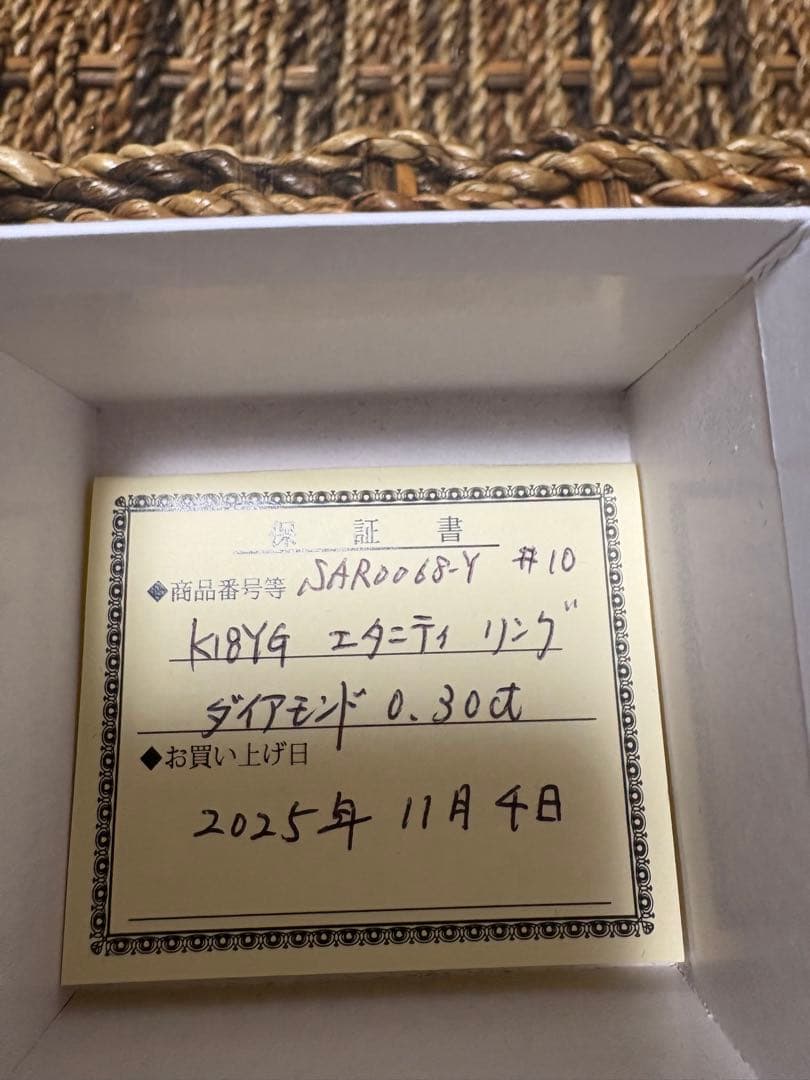 保証書
◆商品番号等 SAR0068-Y #10
K18YG エタニティ リング
ダイアモンド 0.30ct
◆お買い上げ日
2025年 11月 4日